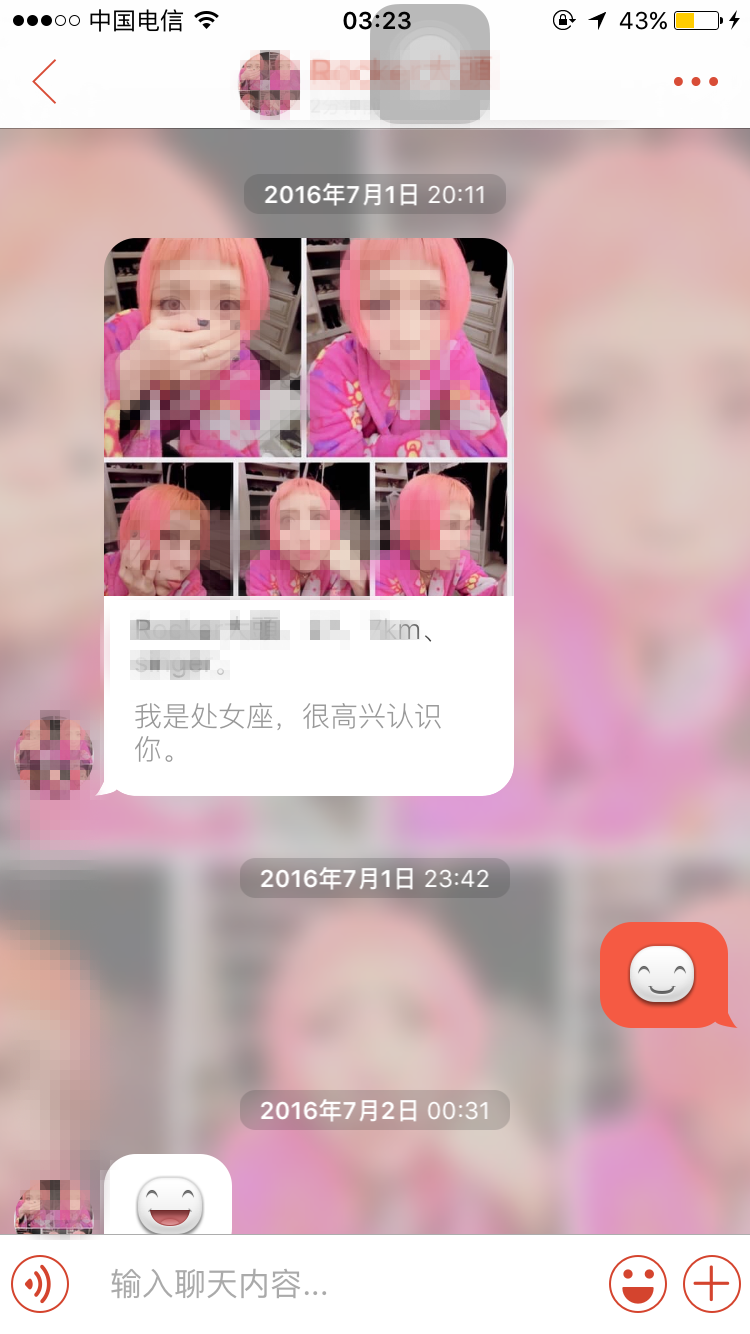 中国电信
03:23
43%
2016年7月1日 20:11
km、
我是处女座，很高兴认识
你。
2016年7月1日 23:42
2016年7月2日 00:31
输入聊天内容...